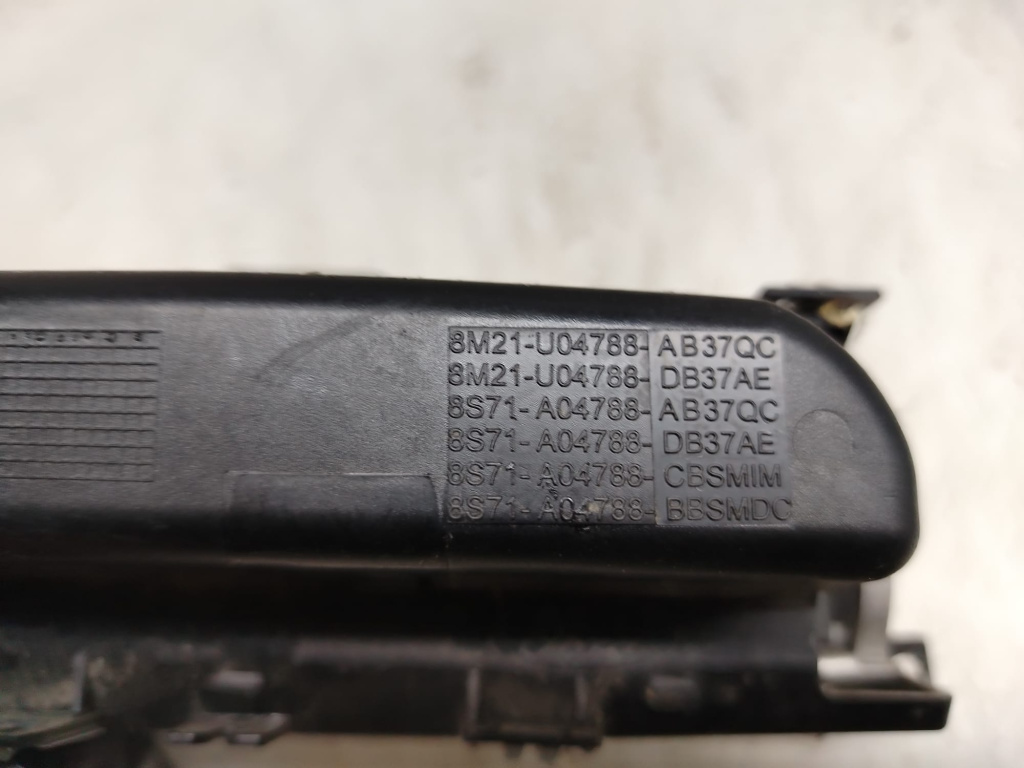 8M21-U04788-AB37QC
8M21-U04788-DB37AE
8S71-A04788-AB37QC
8S71-A04788-DB37AE
8S71-A04788-CBSMIM
8S71-A04788-BBSMDC